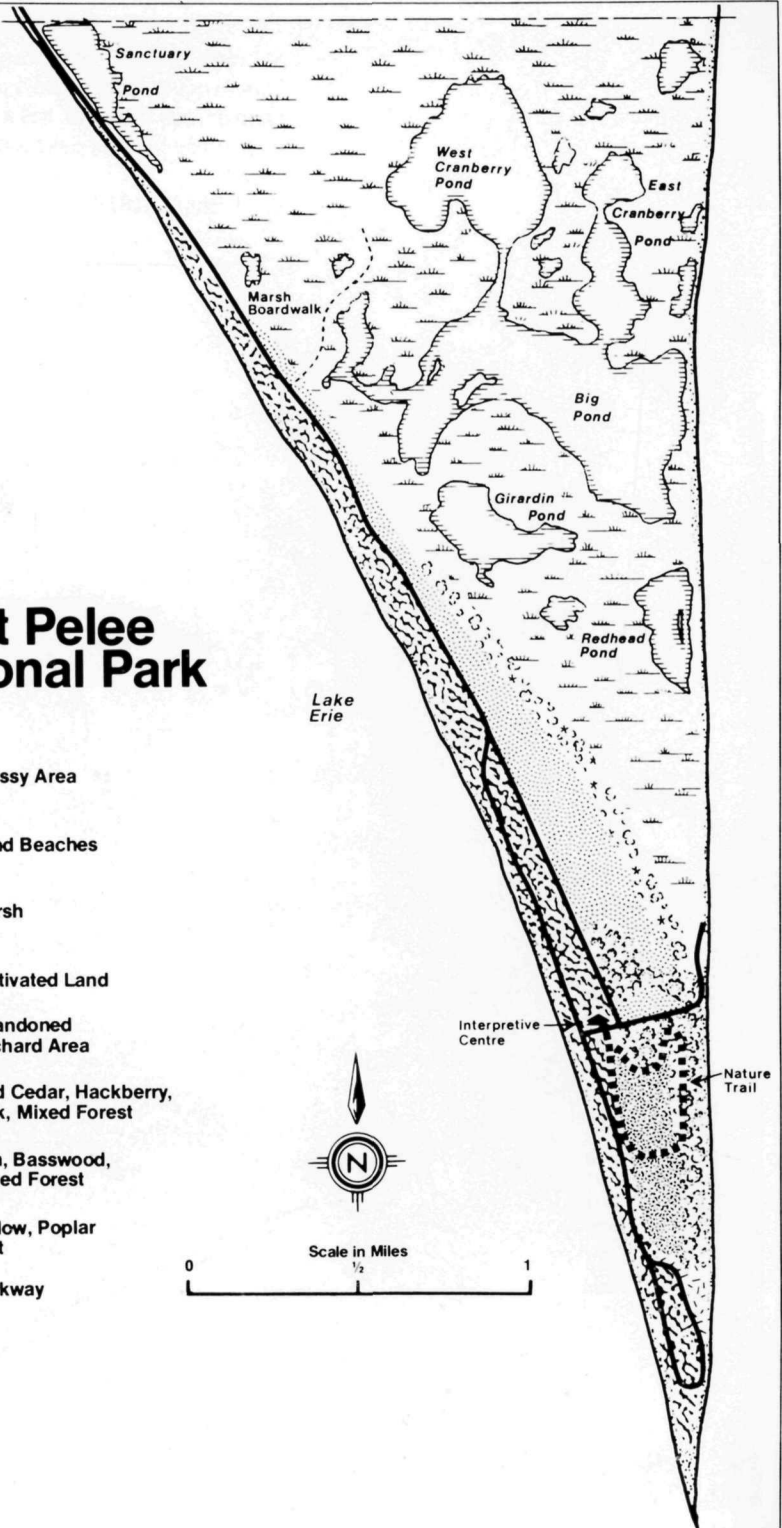 Sanctuary
Pond
West
Cranberry
Pond
East
Cranberry
Pond
Marsh
Boardwalk
Big
Pond
Girardin
Pond
Redhead
Pond
t Pelee
onal Park
Lake
Erie
ssy Area
nd Beaches
rsh
tivated Land
andoned
chard Area
d Cedar, Hackberry,
k, Mixed Forest
n, Basswood,
ed Forest
low, Poplar
t
kway
Interpretive
Centre
Nature
Trail
N
Scale in Miles
0 ½ 1